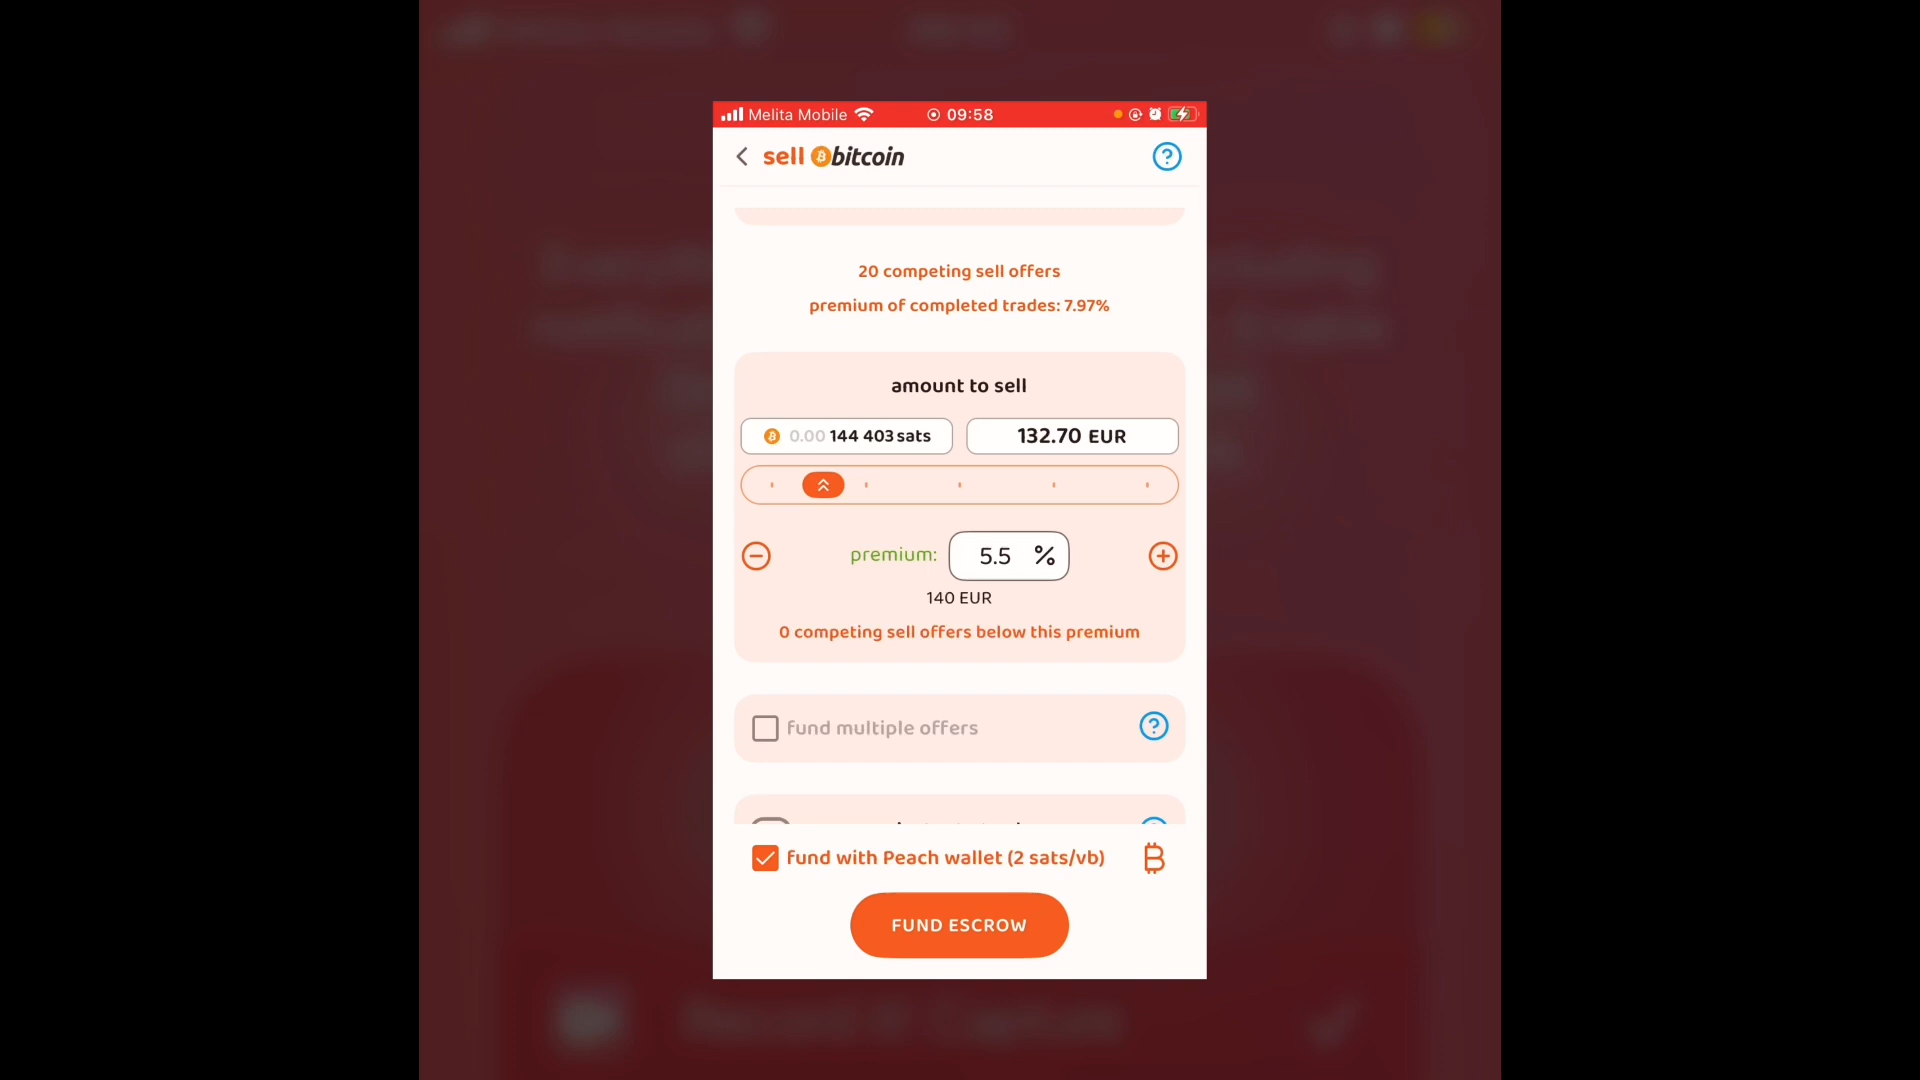 Melita Mobile 09:58
sell bitcoin
20 competing sell offers
premium of completed trades: 7.97%
amount to sell
0.00 144 403 sats 132.70 EUR
premium: 5.5 %
140 EUR
0 competing sell offers below this premium
fund multiple offers
fund with Peach wallet (2 sats/vb)
FUND ESCROW